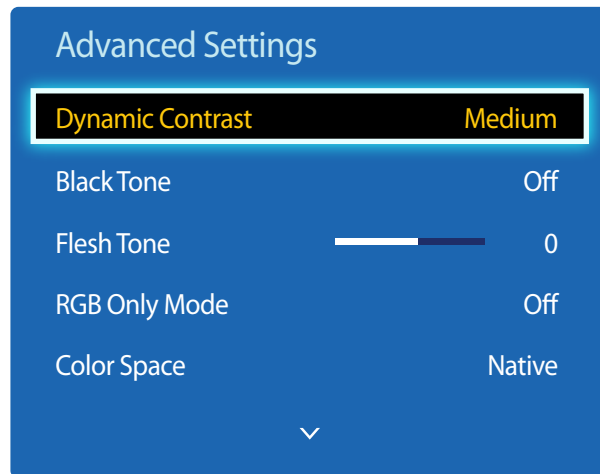 Advanced Settings
Dynamic Contrast Medium
Black Tone Off
Flesh Tone 0
RGB Only Mode Off
Color Space Native